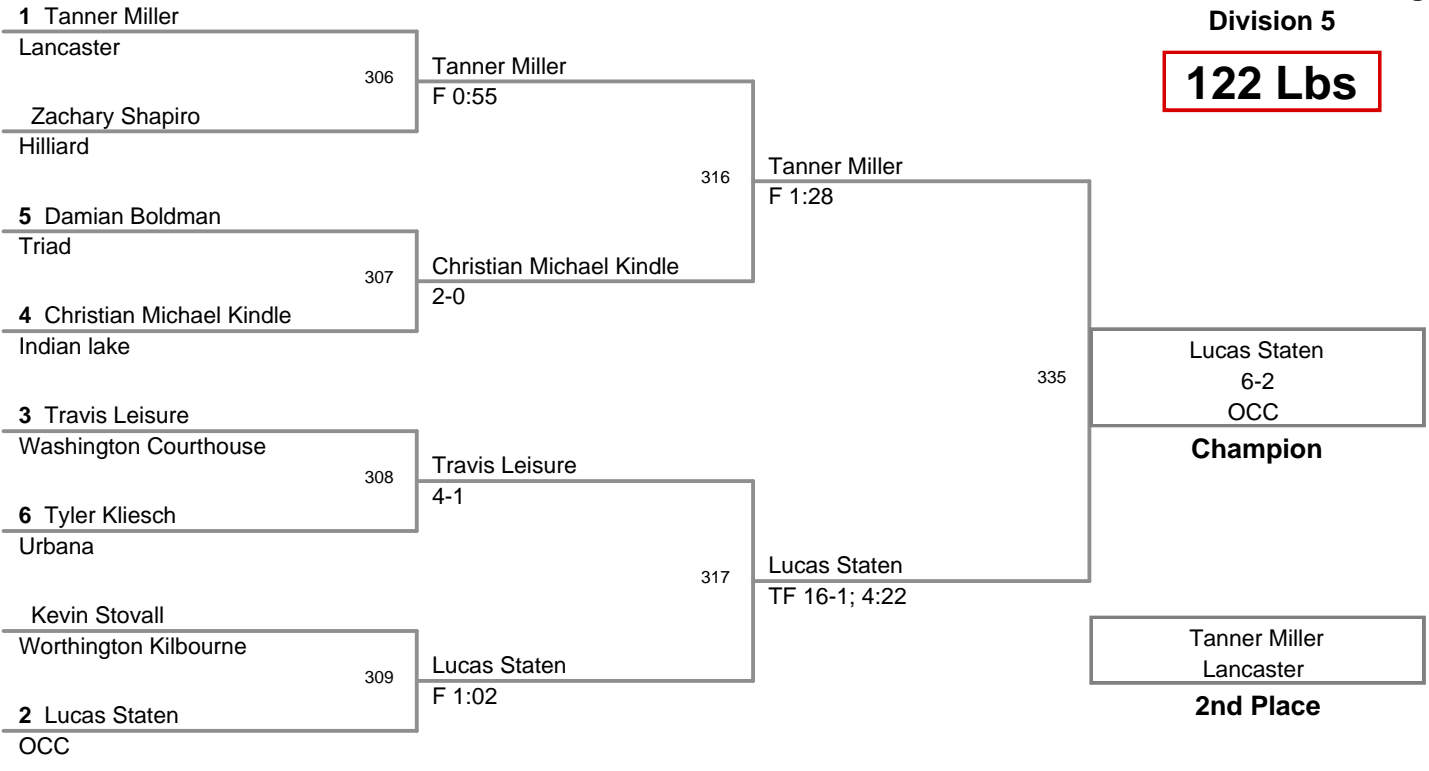 Division 5
122 Lbs
1 Tanner Miller
Lancaster
306
Zachary Shapiro
Hilliard
5 Damian Boldman
Triad
307
4 Christian Michael Kindle
Indian lake
3 Travis Leisure
Washington Courthouse
308
6 Tyler Kliesch
Urbana
Kevin Stovall
Worthington Kilbourne
309
2 Lucas Staten
OCC
Tanner Miller
F 0:55
316
Christian Michael Kindle
2-0
Travis Leisure
4-1
317
Lucas Staten
F 1:02
Tanner Miller
F 1:28
335
Lucas Staten
TF 16-1; 4:22
Lucas Staten
6-2
OCC
Champion
Tanner Miller
Lancaster
2nd Place